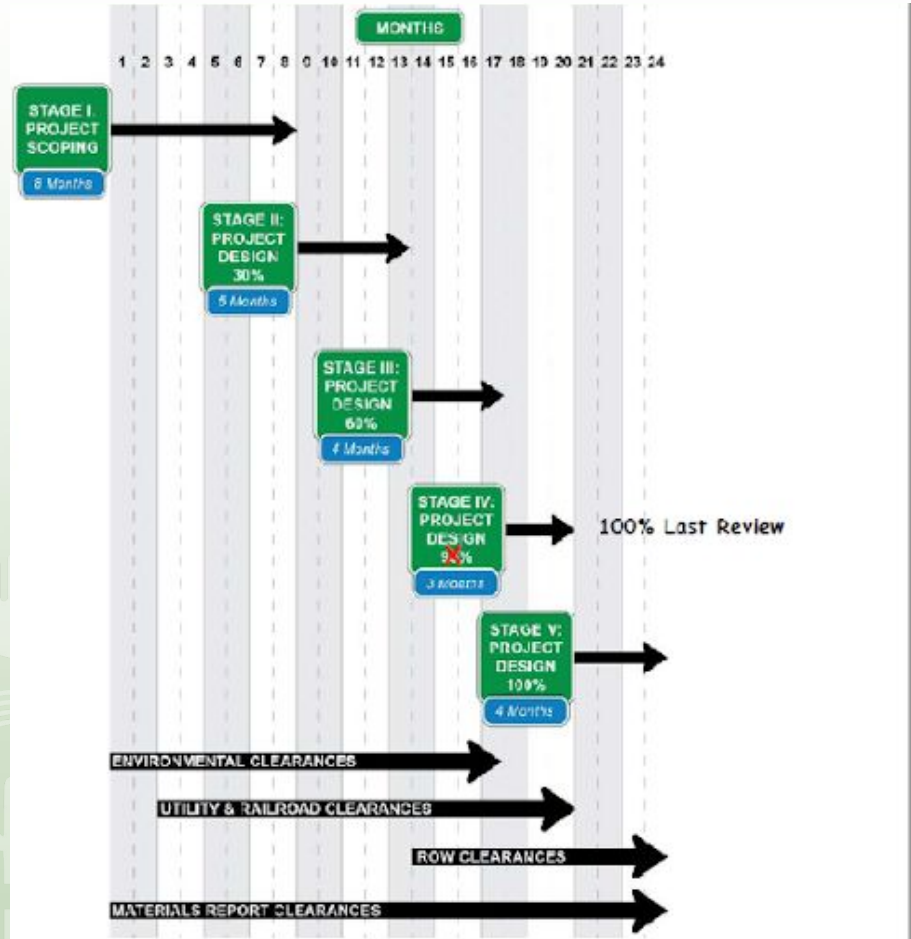 MONTHS
1 2 3 4 5 6 7 8 9 10 11 12 13 14 15 16 17 18 19 20 21 22 23 24
STAGE I.
PROJECT
SCOPING
8 Months
STAGE II:
PROJECT
DESIGN
30%
5 Months
STAGE III:
PROJECT
DESIGN
60%
4 Months
STAGE IV:
PROJECT
DESIGN
3 Months
100% Last Review
STAGE V:
PROJECT
DESIGN
100%
4 Months
ENVIRONMENTAL CLEARANCES
UTILITY & RAILROAD CLEARANCES
ROW CLEARANCES
MATERIALS REPORT CLEARANCES